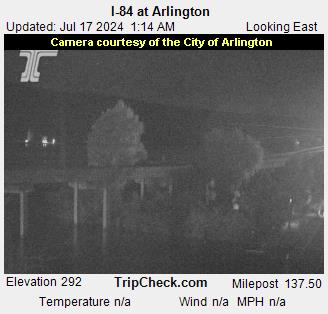 I-84 at Arlington
Updated: Jul 17 2024 1:14 AM Looking East
Camera courtesy of the City of Arlington
Elevation 292 TripCheck.com Milepost 137.50
Temperature n/a Wind n/a MPH n/a